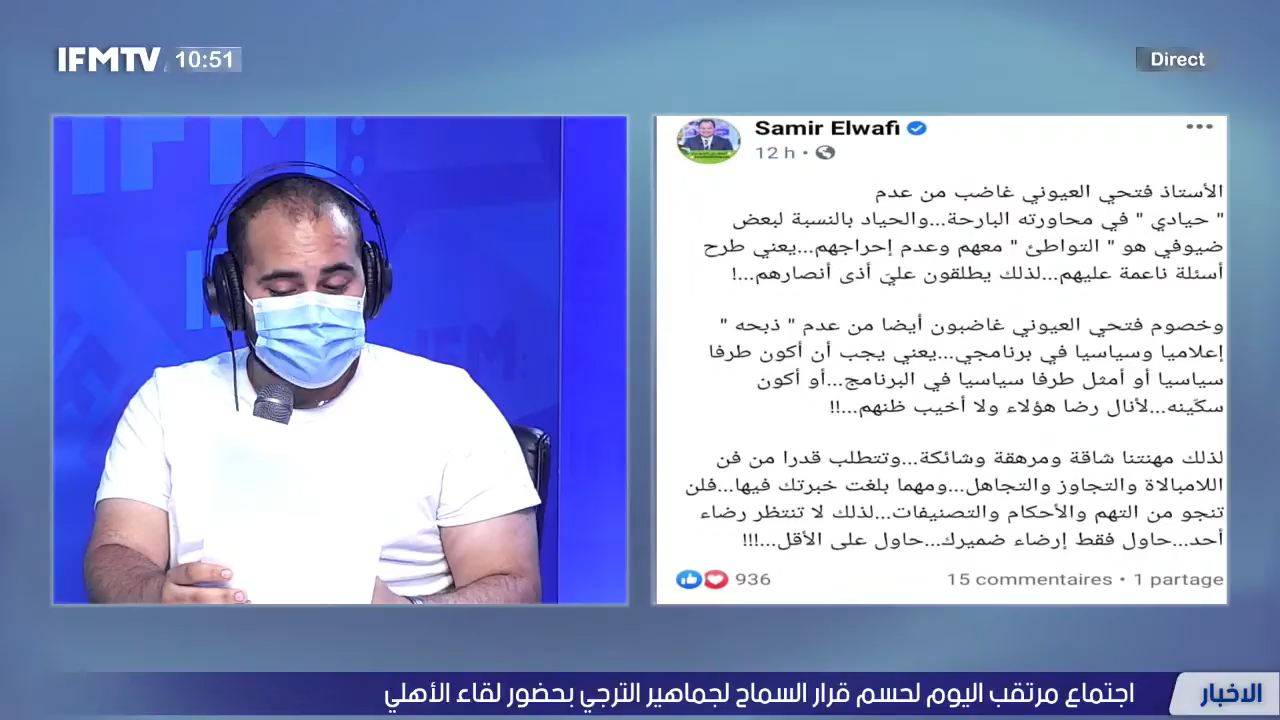 IFMTV 10:51
Direct
Samir Elwafi
12 h
الأستاذ فتحي العيوني غاضب من عدم
" حيادي " في محاورته البارحة...والحياد بالنسبة لبعض
ضيوفي هو " التواطئ " معهم وعدم إحراجهم...يعني طرح
أسئلة ناعمة عليهم...لذلك يطلقون عليّ أذى أنصارهم...!
وخصوم فتحي العيوني غاضبون أيضا من عدم " ذبحه "
إعلاميا وسياسيا في برنامجي...يعني يجب أن أكون طرفا
سياسيا أو أمثل طرفا سياسيا في البرنامج...أو أكون
سكّينه...لأنال رضا هؤلاء ولا أخيب ظنهم...!!
لذلك مهنتنا شاقة ومرهقة وشائكة...وتتطلب قدرا من فن
اللامبالاة والتجاوز والتجاهل...ومهما بلغت خبرتك فيها...فلن
تنجو من التهم والأحكام والتصنيفات...لذلك لا تنتظر رضاء
أحد...حاول فقط إرضاء ضميرك...حاول على الأقل...!!!
936
15 commentaires • 1 partage
IFM
IFM
الاخبار
اجتماع مرتقب اليوم لحسم قرار السماح لجماهير الترجي بحضور لقاء الأهلي